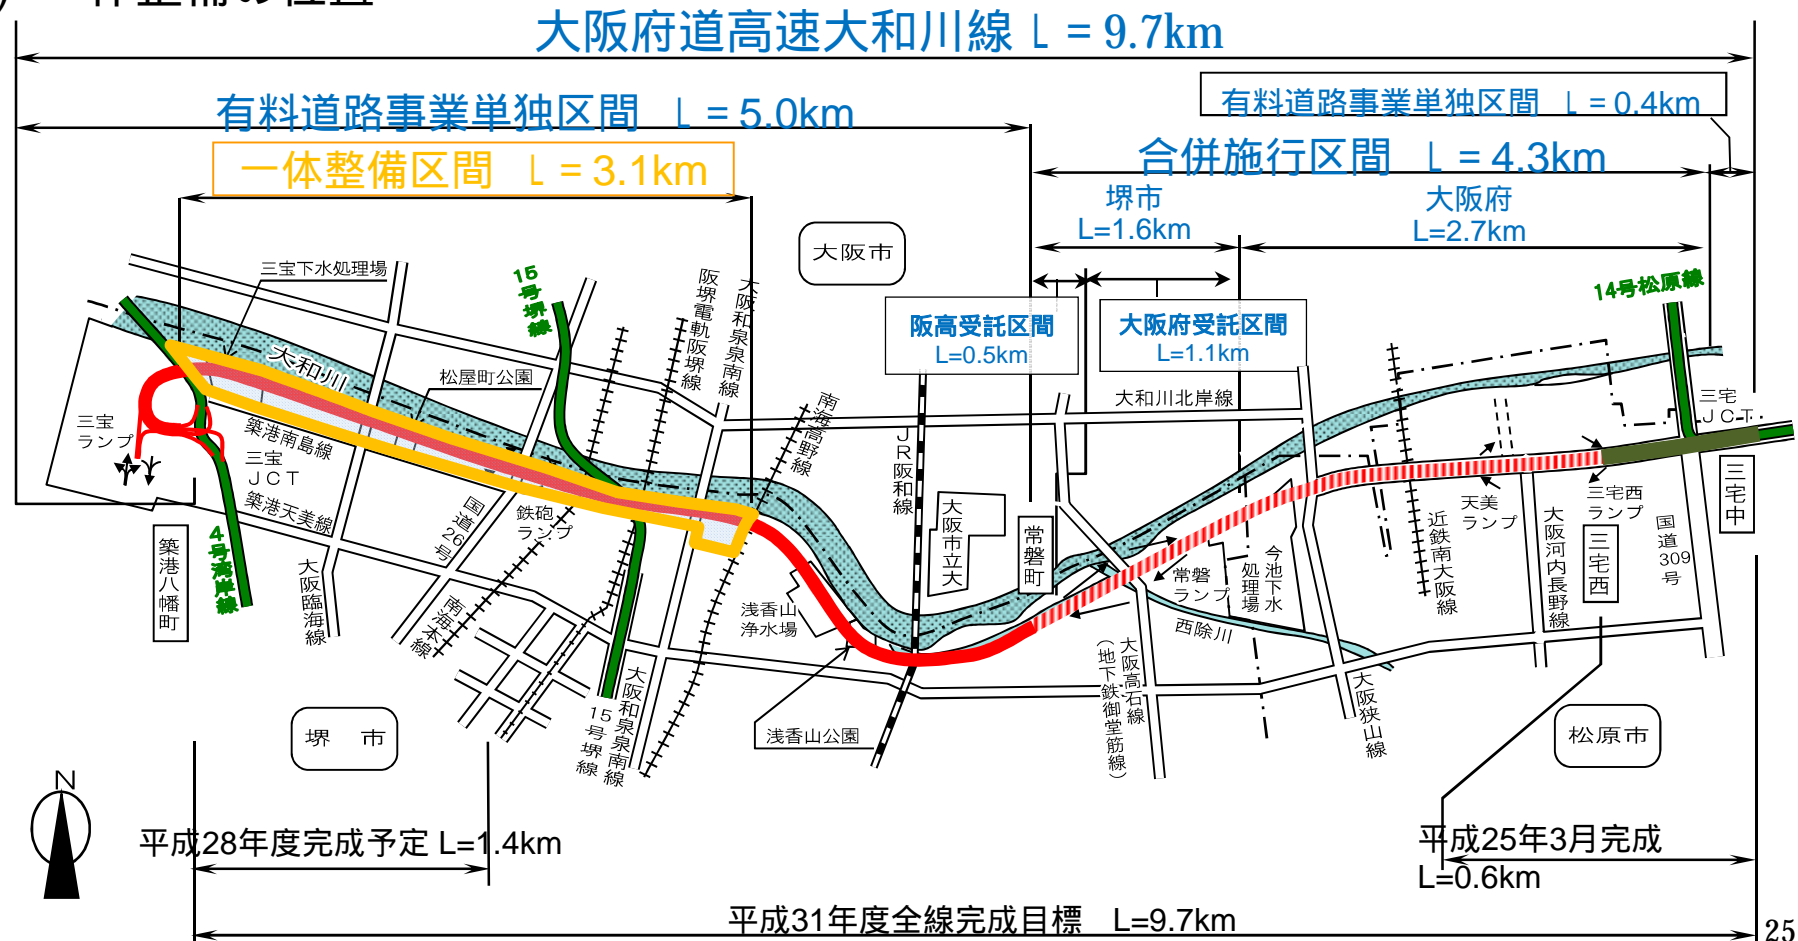 大阪府道高速大和川線 L = 9.7km
有料道路事業単独区間 L = 0.4km
有料道路事業単独区間 L = 5.0km
一体整備区間 L = 3.1km
合併施行区間 L = 4.3km
堺市
L=1.6km
大阪府
L=2.7km
大阪市
三宝下水処理場
15号堺線
阪堺電軌阪堺線
大阪和泉泉南線
14号松原線
阪高受託区間
L=0.5km
大阪府受託区間
L=1.1km
大和川
松屋町公園
南海高野線
JR阪和線
大和川北岸線
三宅
JCT
三宝
ランプ
築港南島線
三宝
JCT
築港天美線
国道26号
鉄砲
ランプ
大阪市立大
常磐町
常磐
ランプ
今池下水
処理場
近鉄南大阪線
天美
ランプ
大阪河内長野線
三宅西
ランプ
三宅西
国道309号
三宅中
築港八幡町
4号湾岸線
大阪臨海線
南海本線
浅香山
浄水場
西除川
大阪高石線
(地下鉄御堂筋線)
大阪狭山線
大阪和泉泉南線
15号堺線
浅香山公園
堺 市
松原市
N
平成28年度完成予定 L=1.4km
平成25年3月完成
L=0.6km
平成31年度全線完成目標 L=9.7km
25